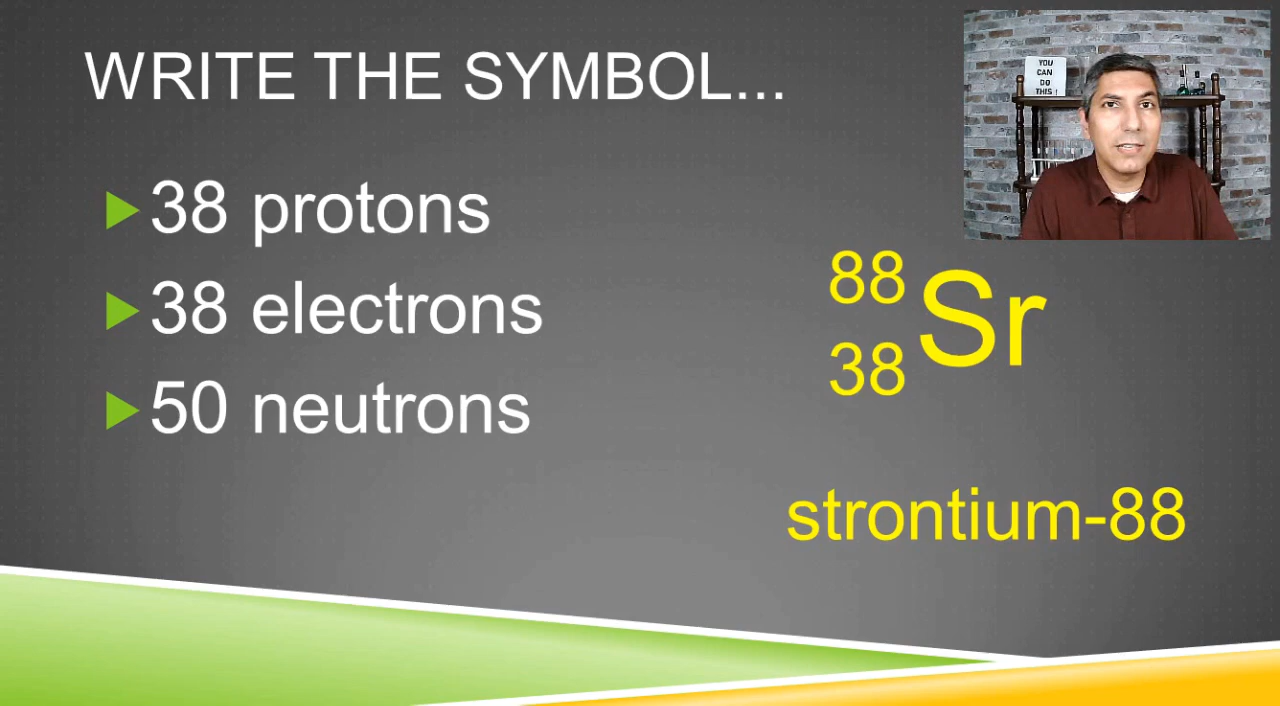 WRITE THE SYMBOL...
38 protons
38 electrons
50 neutrons
YOU
CAN
DO
THIS !
88
38 Sr
strontium-88